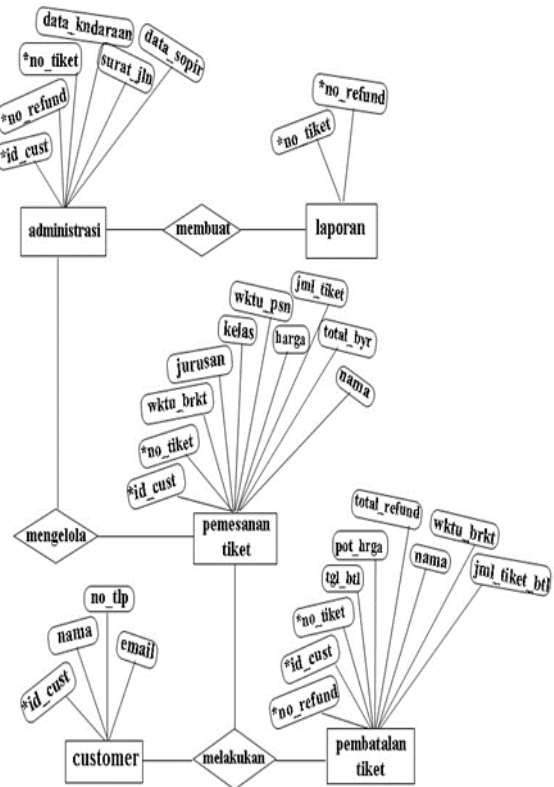 data_kndaraan
data_sopir
*no_tiket
surat_jln
*no_refund
*id_cust
*no_refund
*no_tiket
administrasi
membuat
laporan
jml_tiket
wktu_psn
kelas
harga
total_byr
jurusan
nama
wktu_brkt
*no_tiket
*id_cust
pemesanan
tiket
mengelola
total_refund
wktu_brkt
pot_hrga
nama
jml_tiket_btl
tgl_btl
*no_tiket
*id_cust
*no_refund
no_tlp
nama
email
*id_cust
customer
melakukan
pembatalan
tiket